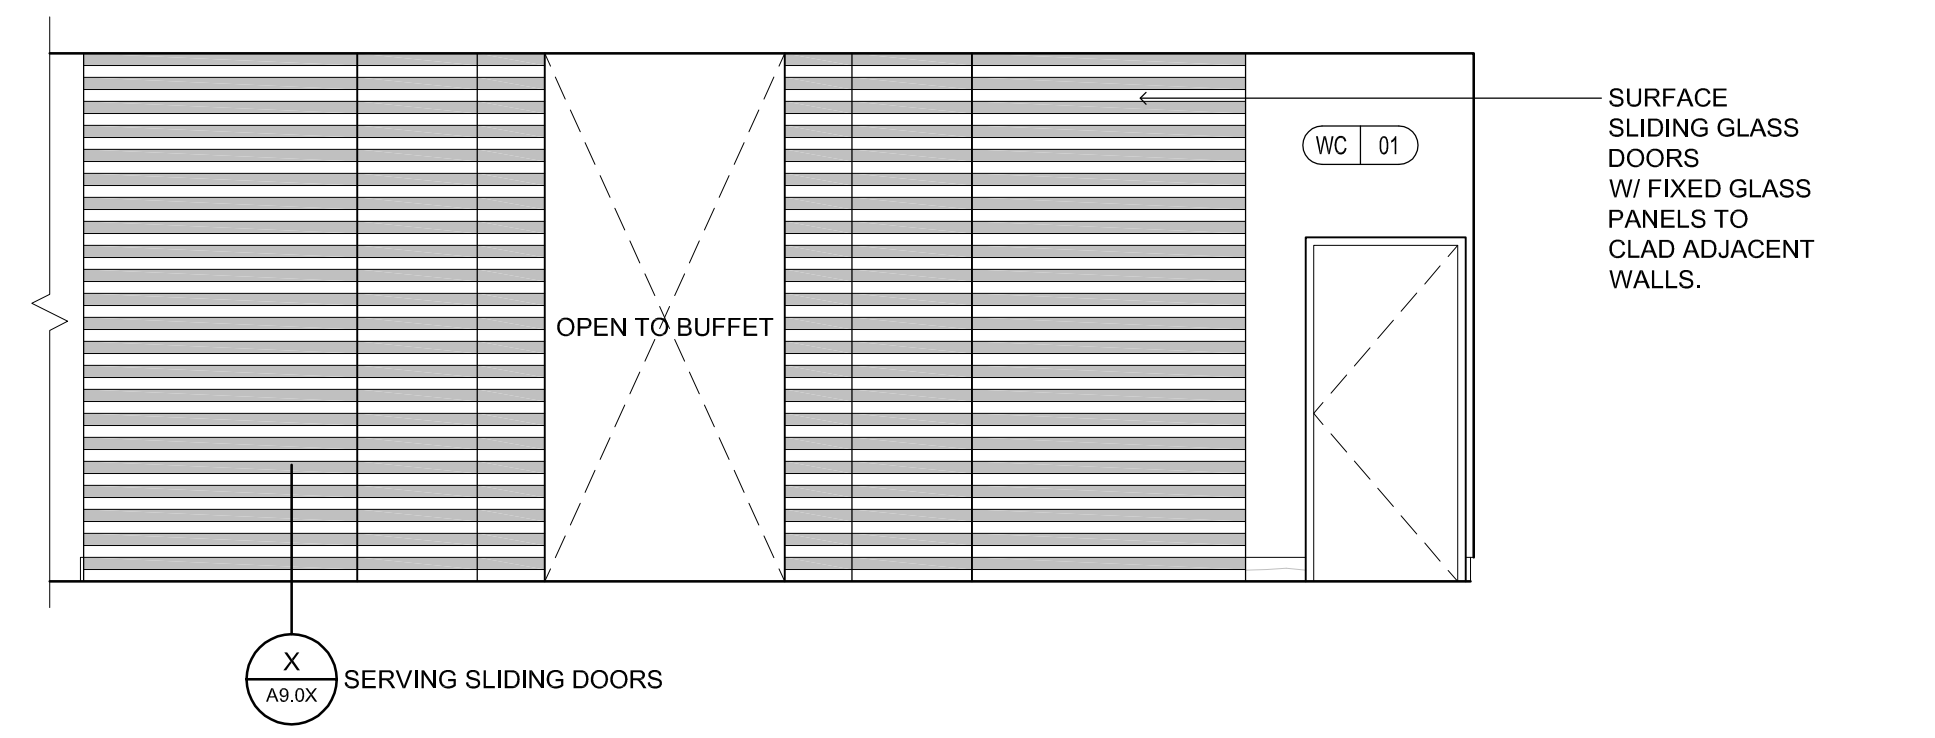 SURFACE
SLIDING GLASS
DOORS
W/ FIXED GLASS
PANELS TO
CLAD ADJACENT
WALLS.
WC 01
OPEN TO BUFFET
X
A9.0X
SERVING SLIDING DOORS